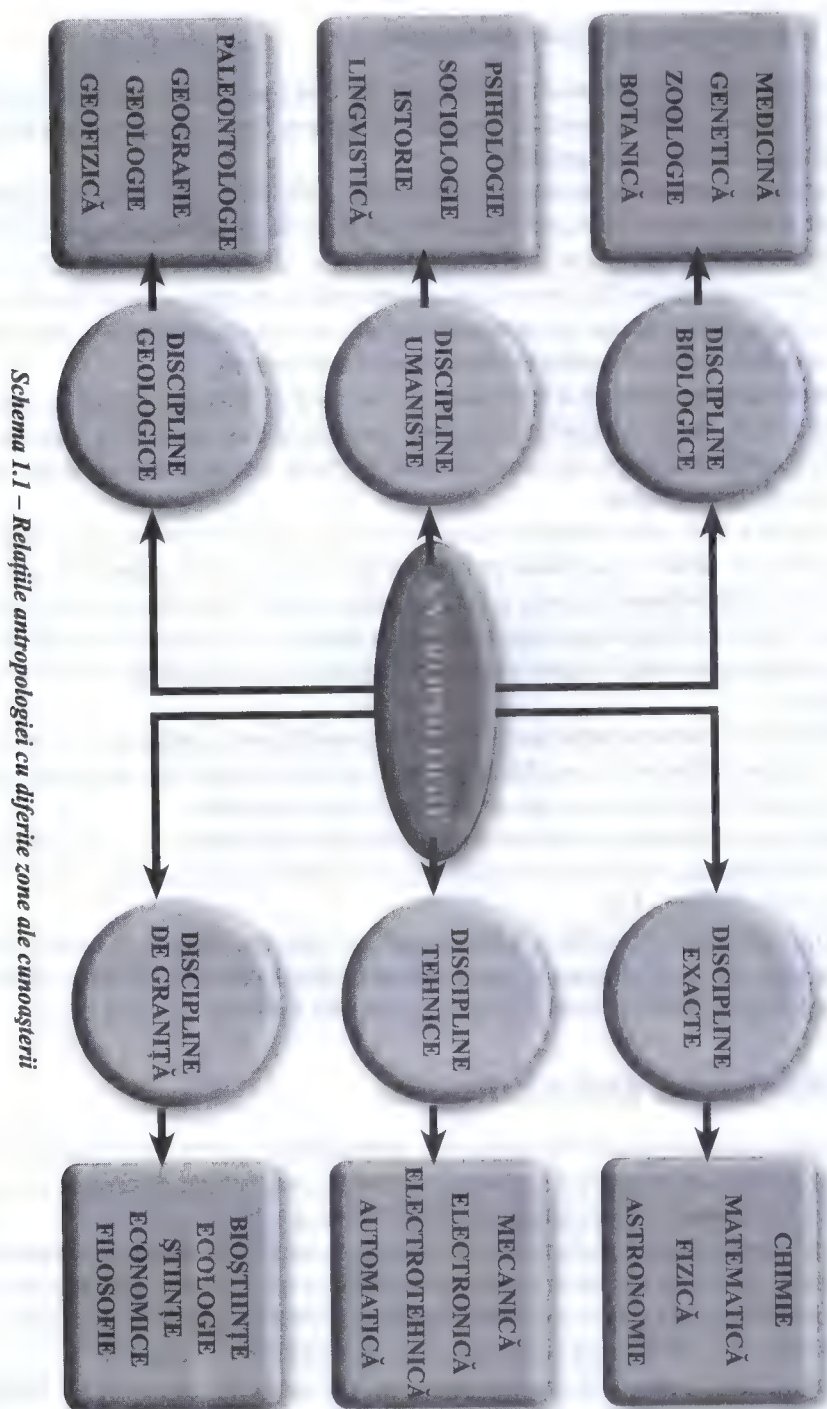 MEDICINĂ
GENETICĂ
ZOOLOGIE
BOTANICĂ
DISCIPLINE
BIOLOGICE
DISCIPLINE
EXACTE
CHIMIE
MATEMATICĂ
FIZICĂ
ASTRONOMIE
PSIHOLOGIE
SOCIOLOGIE
ISTORIE
LINGVISTICĂ
DISCIPLINE
UMANISTE
ANTROPOLOGIE
DISCIPLINE
TEHNICE
MECANICĂ
ELECTRONICĂ
ELECTROTEHNICĂ
AUTOMATICĂ
PALEONTOLOGIE
GEOGRAFIE
GEOLOGIE
GEOFIZICĂ
DISCIPLINE
GEOLOGICE
DISCIPLINE
DE GRANIȚĂ
BIOȘTIINȚE
ECOLOGIE
ȘTIINȚE
ECONOMICE
FILOSOFIE
Schema 1.1 – Relațiile antropologiei cu diferite zone ale cunoașterii